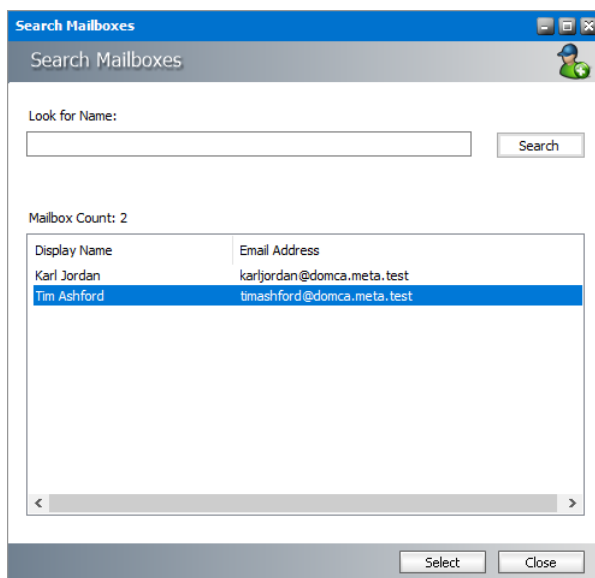 Search Mailboxes
Search Mailboxes
Look for Name:
Search
Mailbox Count: 2
Display Name Email Address
Karl Jordan karljordan@domca.meta.test
Tim Ashford timashford@domca.meta.test
Select Close